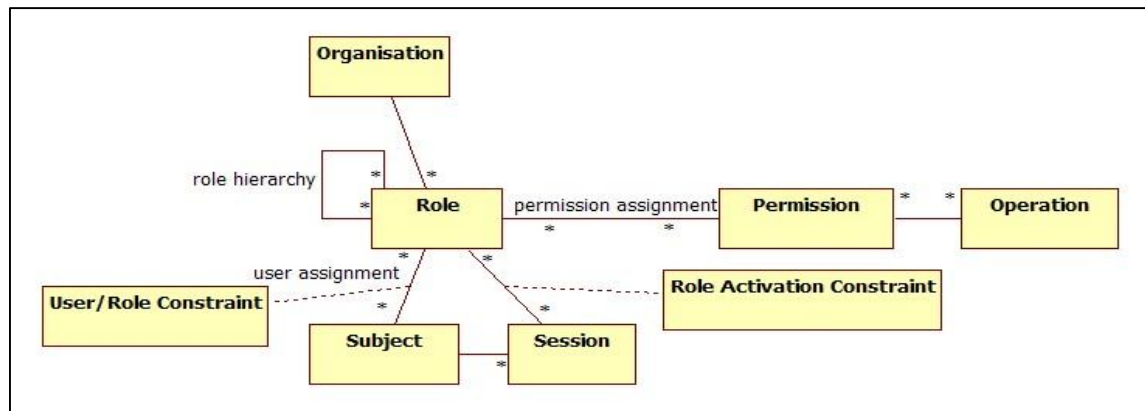 Organisation
role hierarchy
*
*
*
Role
permission assignment
*
*
Permission
*
*
Operation
user assignment
*
*
*
*
User/Role Constraint
Role Activation Constraint
Subject
*
Session